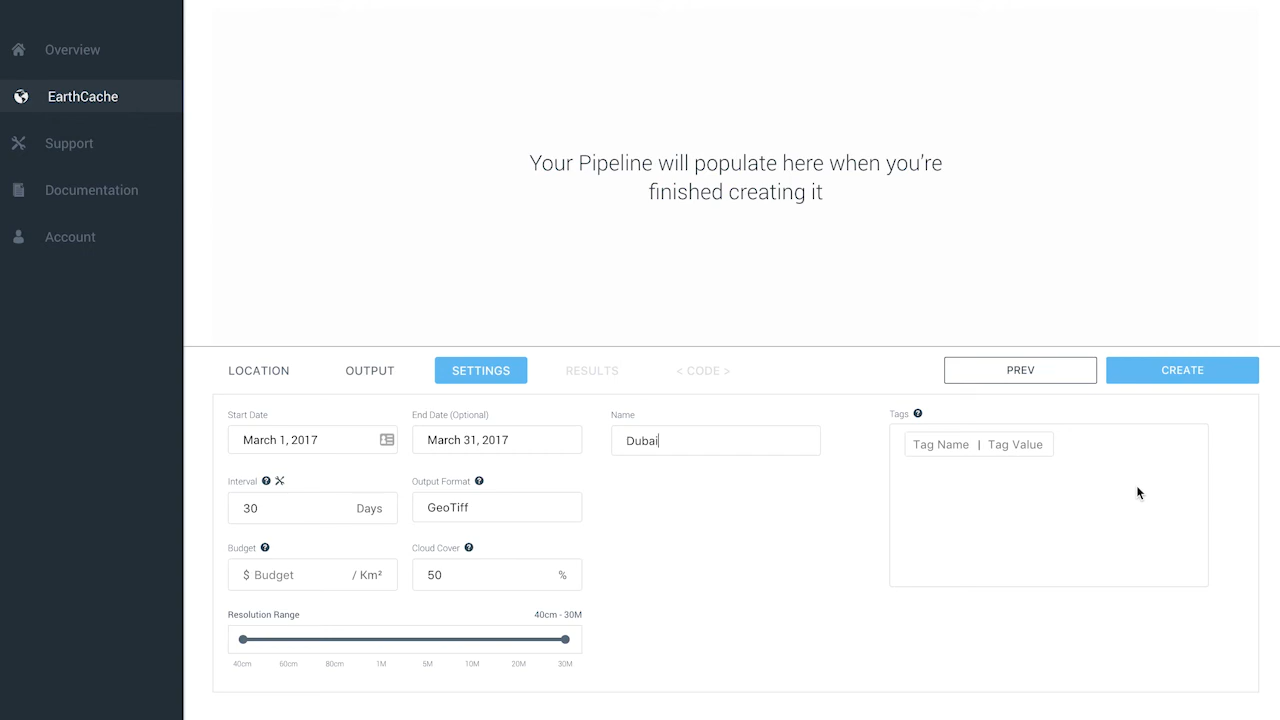 Overview
EarthCache
Support
Documentation
Account
Your Pipeline will populate here when you're
finished creating it
LOCATION OUTPUT SETTINGS RESULTS < CODE > PREV CREATE
Start Date End Date (Optional) Name Tags
March 1, 2017 March 31, 2017 Dubai Tag Name | Tag Value
Interval Output Format
30 Days GeoTiff
Budget Cloud Cover
$ Budget / Km² 50 %
Resolution Range 40cm - 30M
40cm 60cm 80cm 1M 5M 10M 20M 30M